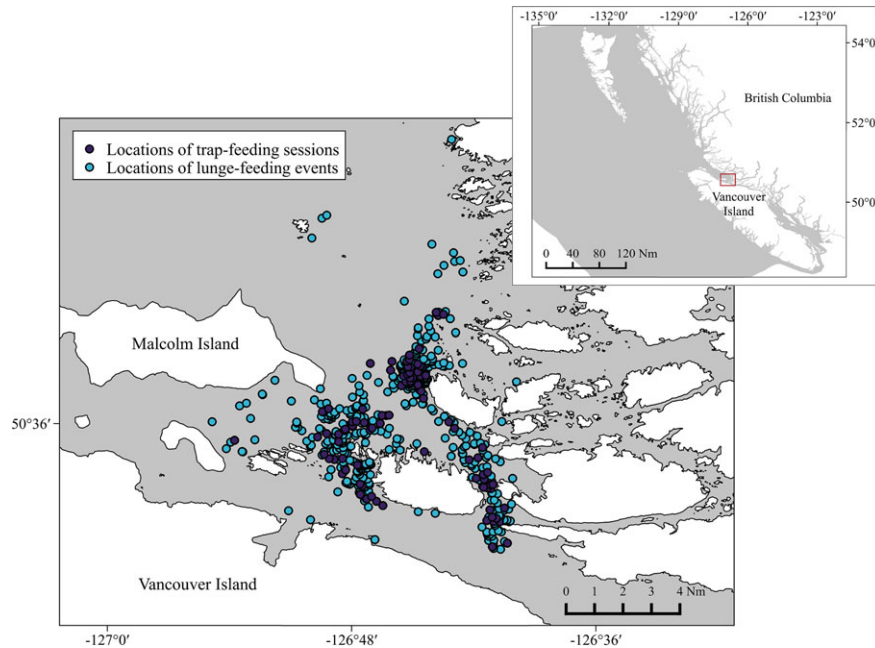 -135°0′ -132°0′ -129°0′ -126°0′ -123°0′
54°0′
British Columbia
52°0′
50°0′
Vancouver
Island
0 40 80 120 Nm
Locations of trap-feeding sessions
Locations of lunge-feeding events
Malcolm Island
50°36′
Vancouver Island
0 1 2 3 4 Nm
-127°0′ -126°48′ -126°36′